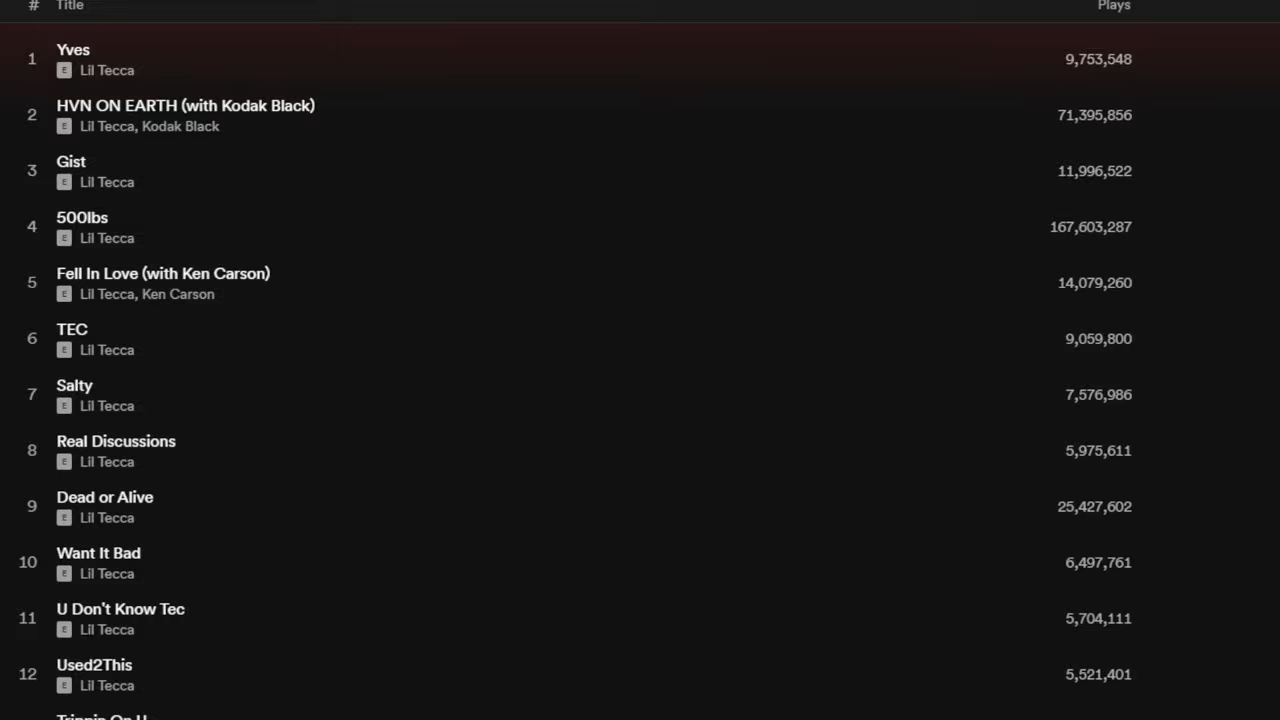 # Title Plays
1 Yves 9,753,548
E Lil Tecca
2 HVN ON EARTH (with Kodak Black) 71,395,856
E Lil Tecca, Kodak Black
3 Gist 11,996,522
E Lil Tecca
4 500lbs 167,603,287
E Lil Tecca
5 Fell In Love (with Ken Carson) 14,079,260
E Lil Tecca, Ken Carson
6 TEC 9,059,800
E Lil Tecca
7 Salty 7,576,986
E Lil Tecca
8 Real Discussions 5,975,611
E Lil Tecca
9 Dead or Alive 25,427,602
E Lil Tecca
10 Want It Bad 6,497,761
E Lil Tecca
11 U Don't Know Tec 5,704,111
E Lil Tecca
12 Used2This 5,521,401
E Lil Tecca
Trippin On U